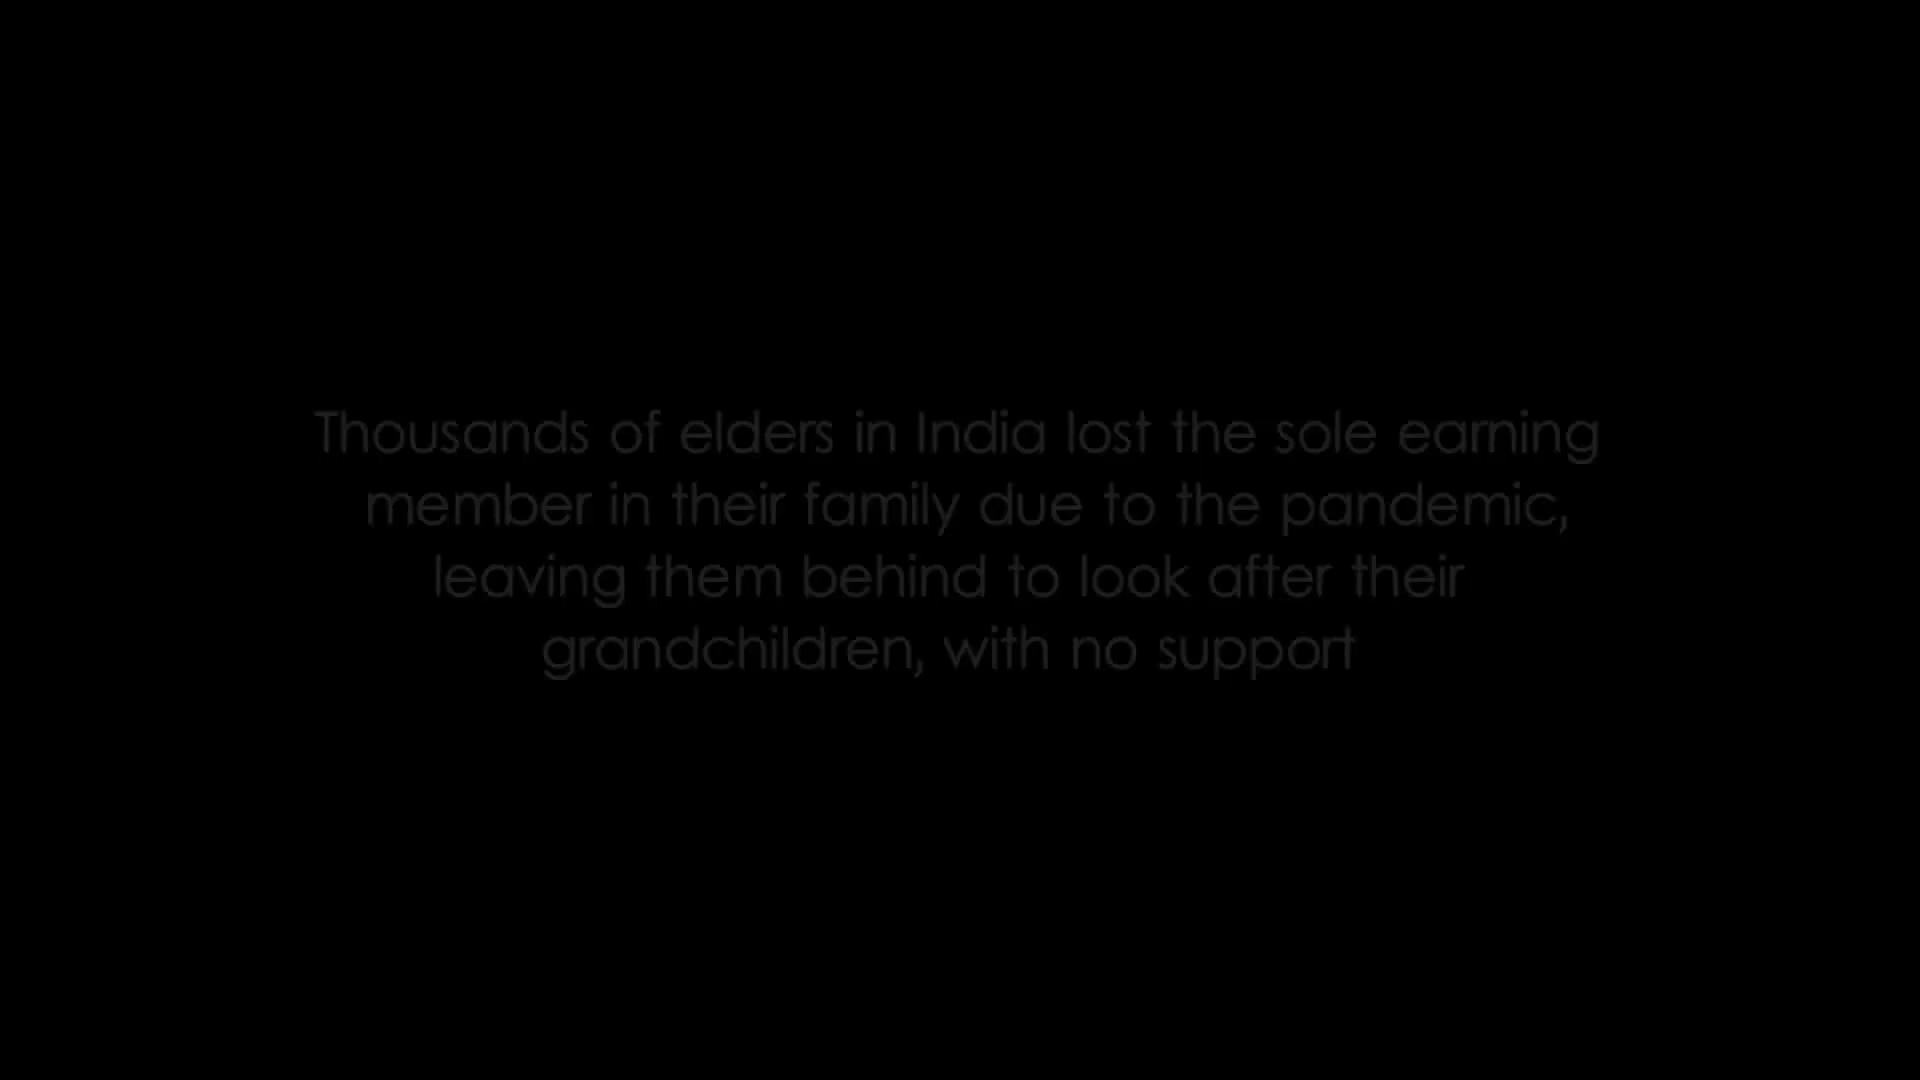 Thousands of elders in India lost the sole earning
member in their family due to the pandemic,
leaving them behind to look after their
grandchildren, with no support